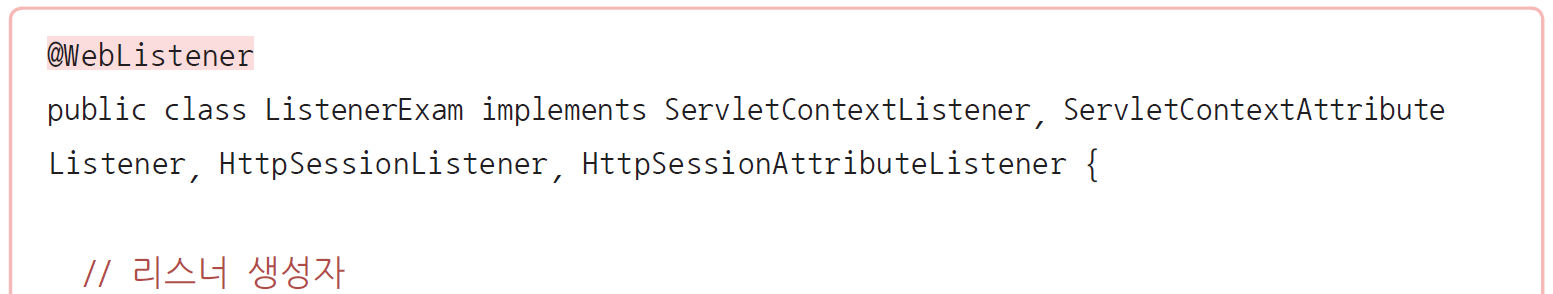 @WebListener
public class ListenerExam implements ServletContextListener, ServletContextAttribute
Listener, HttpSessionListener, HttpSessionAttributeListener {
// 리스너 생성자